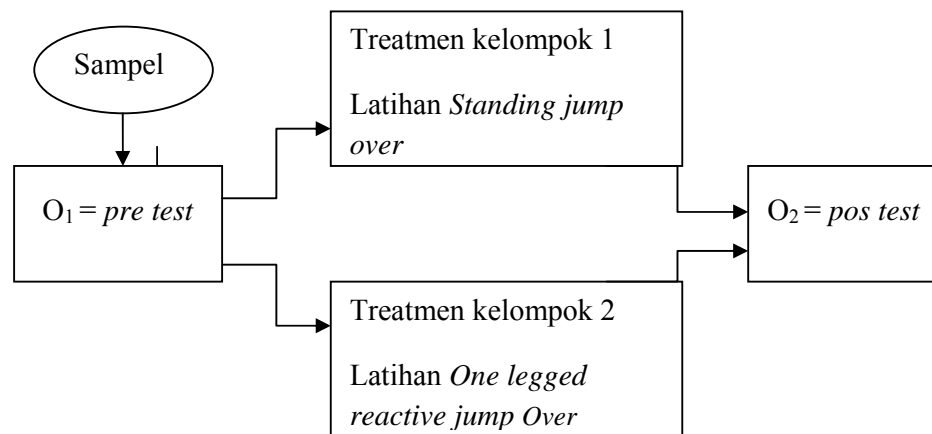 Sampel
O₁ = pre test
Treatmen kelompok 1
Latihan Standing jump
over
Treatmen kelompok 2
Latihan One legged
reactive jump Over
O₂ = pos test